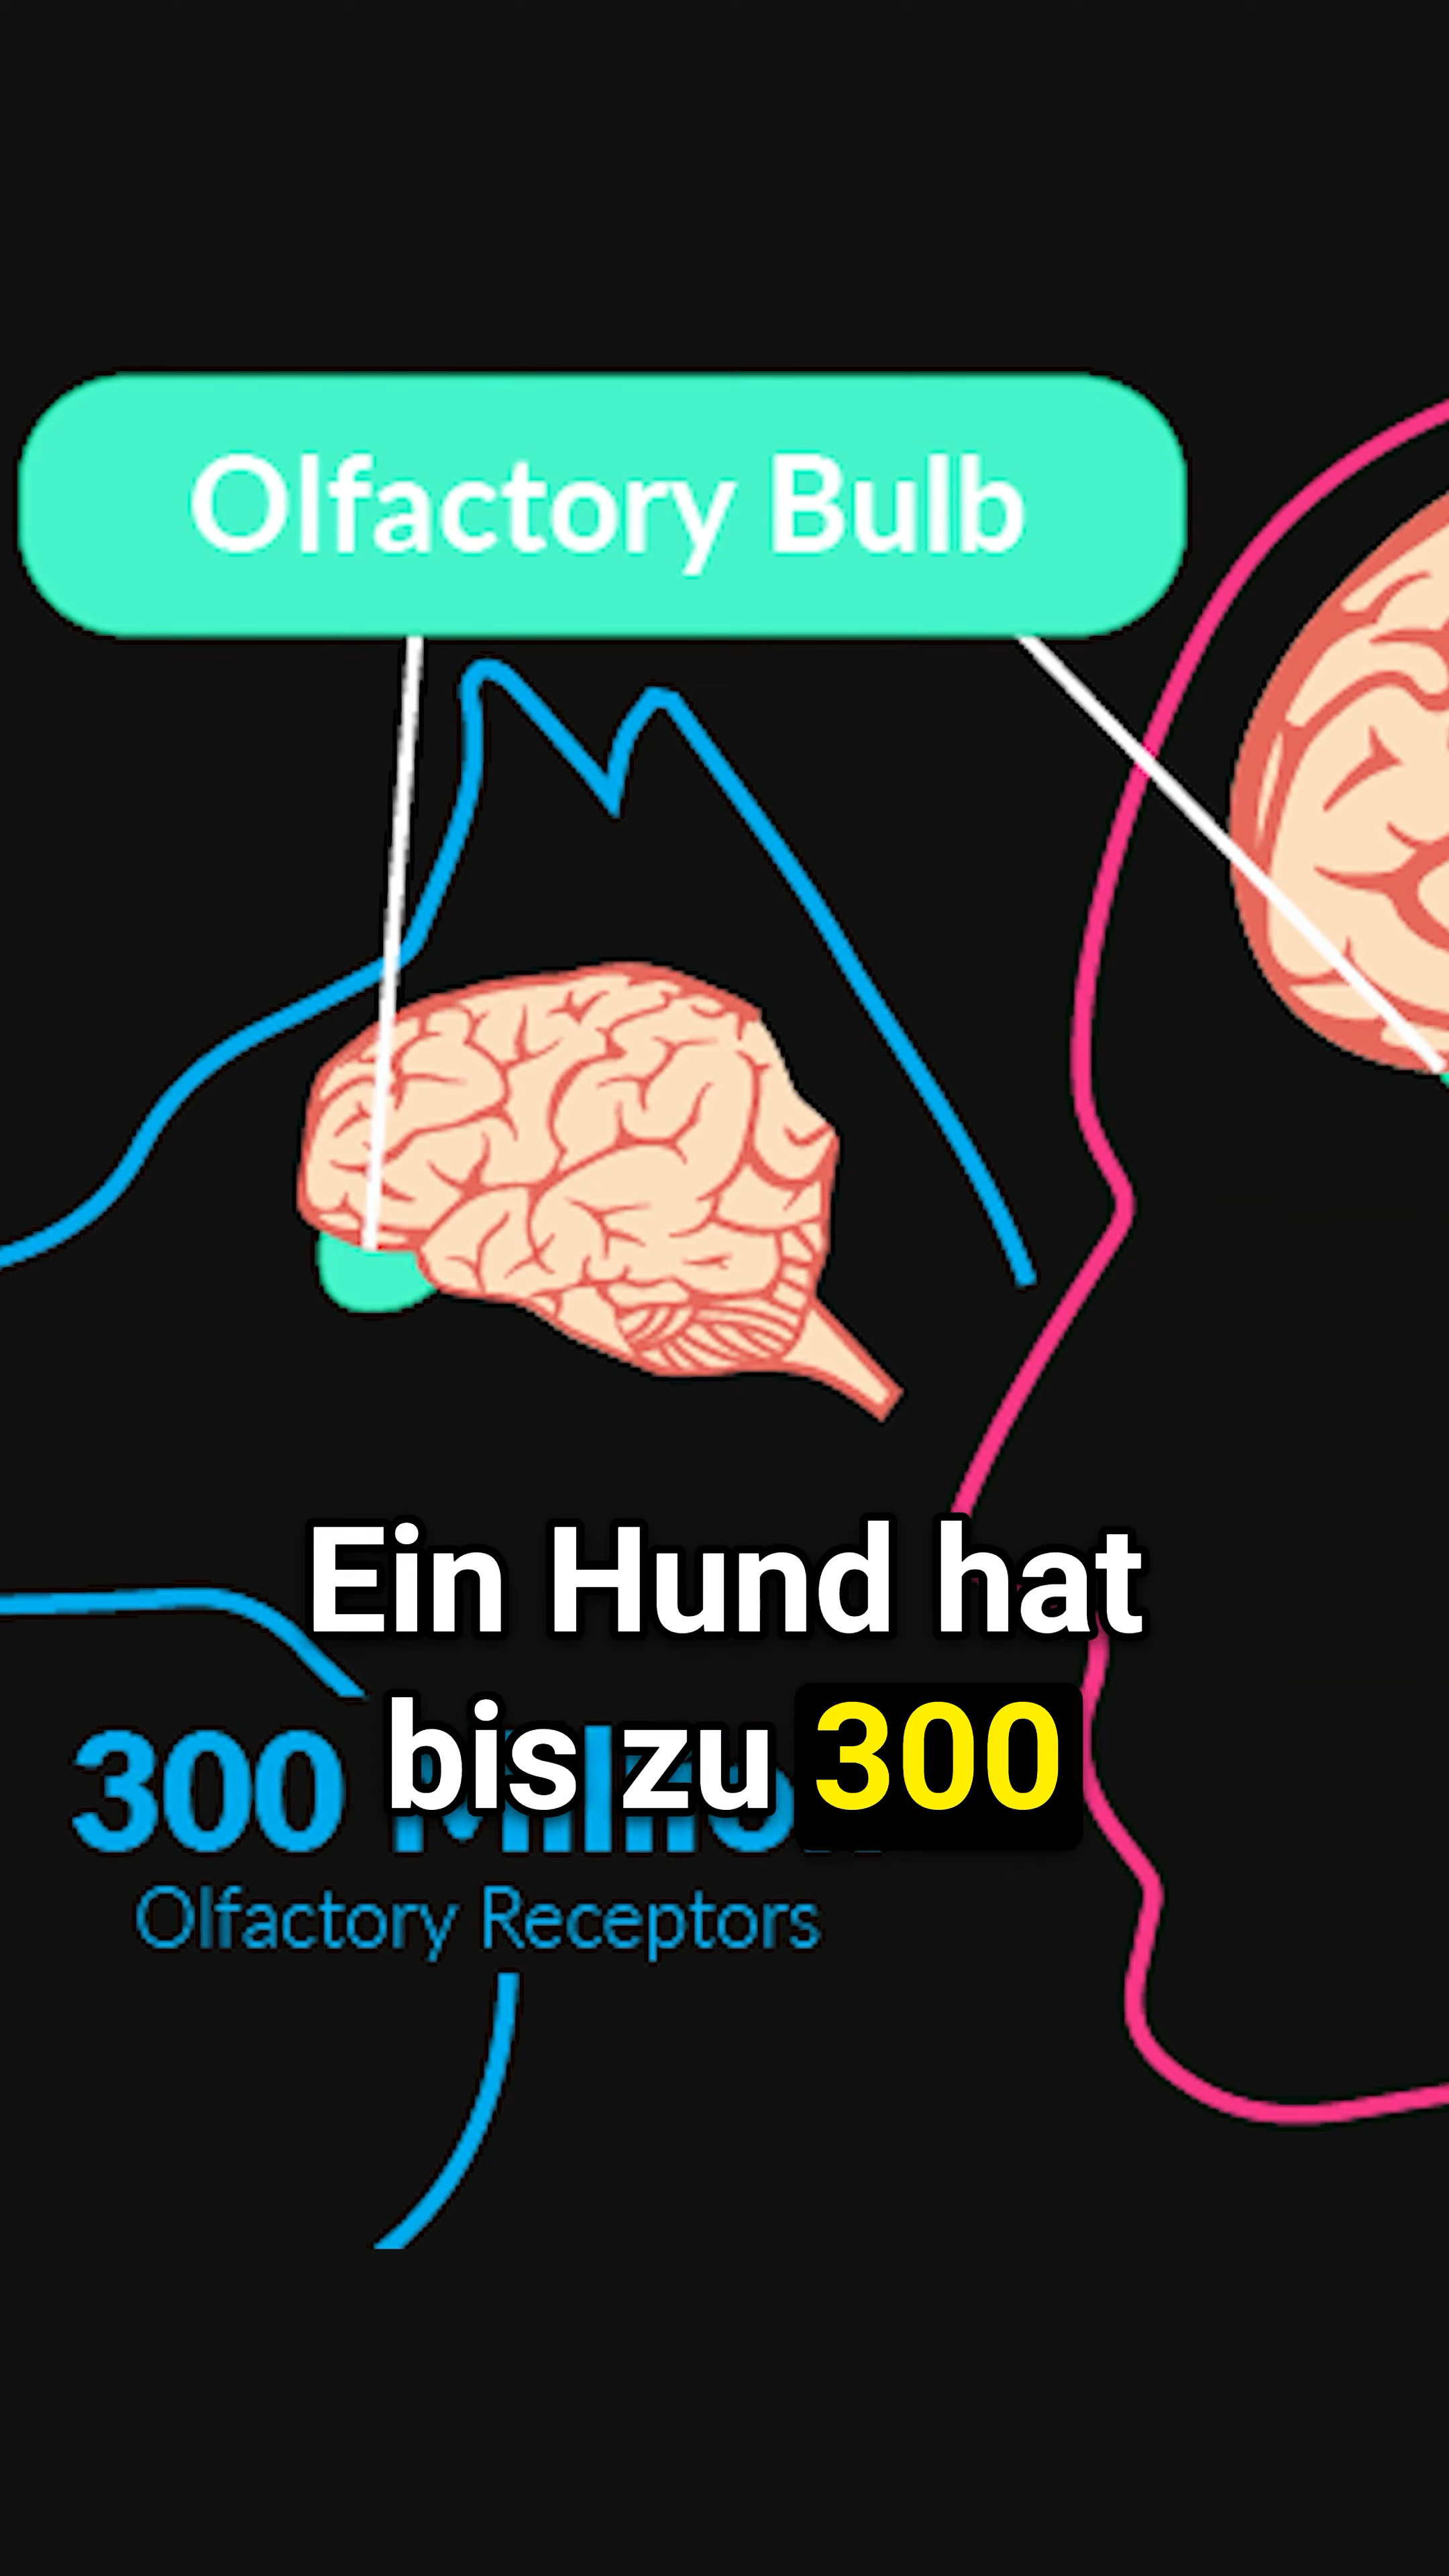 Olfactory Bulb
Ein Hund hat
bis zu 300
300
Olfactory Receptors